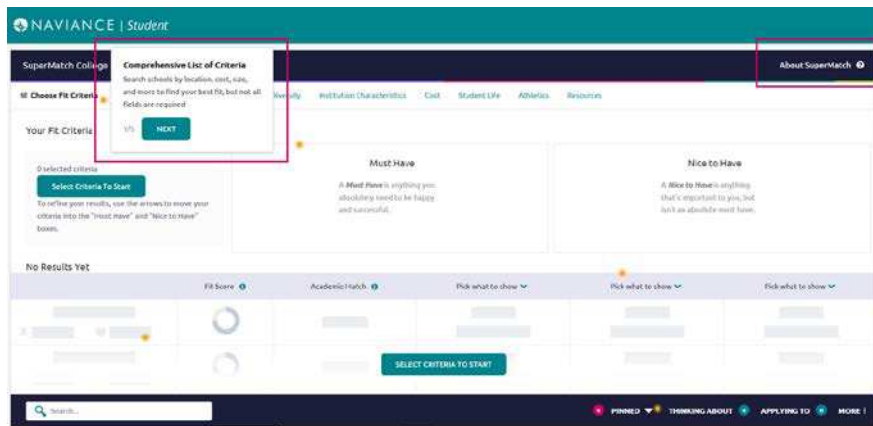 NAVIANCE | Student
SuperMatch College
About SuperMatch
Comprehensive List of Criteria
Search schools by location, cost, size,
and more to find your best fit, but not all
fields are required
1/5
NEXT
Choose Fit Criteria
Diversity
Institution Characteristics
Cost
Student Life
Athletics
Resources
Your Fit Criteria
0 selected criteria
Select Criteria To Start
To refine your results, use the arrows to move your
criteria into the "Must Have" and "Nice to Have"
boxes.
Must Have
A Must Have is anything you
absolutely need to be happy
and successful.
Nice to Have
A Nice to Have is anything
that's important to you, but
isn't an absolute must have.
No Results Yet
Fit Score
Academic Match
Pick what to show
Pick what to show
Pick what to show
SELECT CRITERIA TO START
Search...
PINNED
THINKING ABOUT
APPLYING TO
MORE